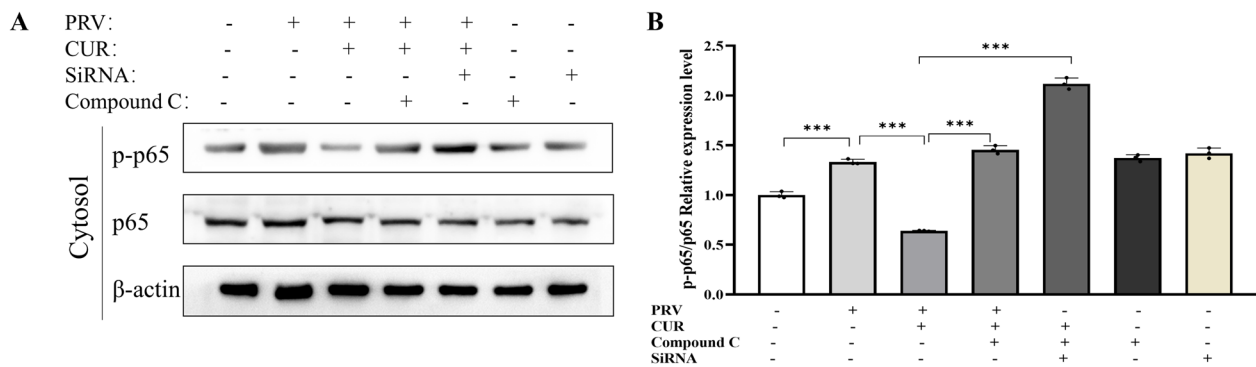 A
PRV: - + + + + - -
CUR: - - + + + - -
SiRNA: - - - - + - +
Compound C: - - - + - + -
Cytosol
p-p65
p65
β-actin
B
p-p65/p65 Relative expression level
2.5
2.0
1.5
1.0
0.5
0.0
***
***
***
***
PRV - + + + - - -
CUR - - + + + - -
Compound C - - - + + + -
SiRNA - - - - + - +